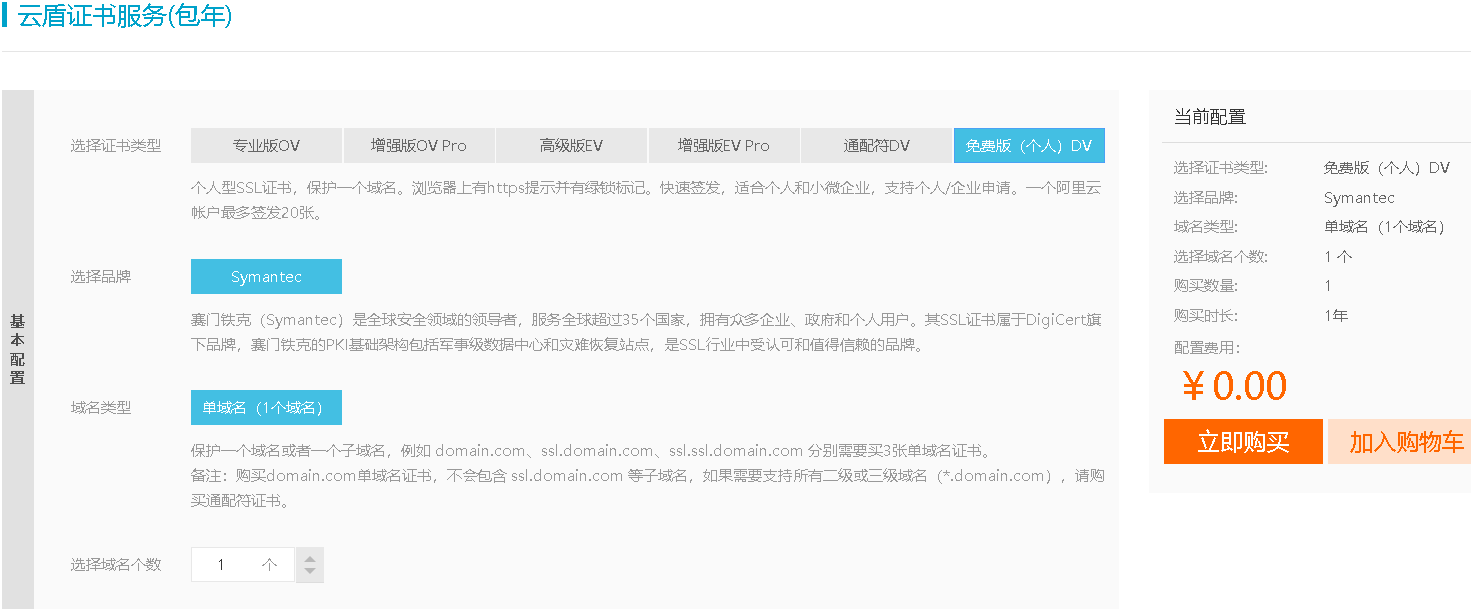 云盾证书服务(包年)
基本配置
选择证书类型
专业版OV
增强版OV Pro
高级版EV
增强版EV Pro
通配符DV
免费版（个人）DV
个人型SSL证书，保护一个域名。浏览器上有https提示并有绿锁标记。快速签发，适合个人和小微企业，支持个人/企业申请。一个阿里云
帐户最多签发20张。
选择品牌
Symantec
赛门铁克（Symantec）是全球安全领域的领导者，服务全球超过35个国家，拥有众多企业、政府和个人用户。其SSL证书属于DigiCert旗
下品牌，赛门铁克的PKI基础架构包括军事级数据中心和灾难恢复站点，是SSL行业中受认可和值得信赖的品牌。
域名类型
单域名（1个域名）
保护一个域名或者一个子域名，例如 domain.com、ssl.domain.com、ssl.ssl.domain.com 分别需要买3张单域名证书。
备注：购买domain.com单域名证书，不会包含 ssl.domain.com 等子域名，如果需要支持所有二级或三级域名（*.domain.com），请购
买通配符证书。
选择域名个数
1 个
当前配置
选择证书类型: 免费版（个人）DV
选择品牌: Symantec
域名类型: 单域名（1个域名）
选择域名个数: 1 个
购买数量: 1
购买时长: 1年
配置费用:
￥0.00
立即购买
加入购物车